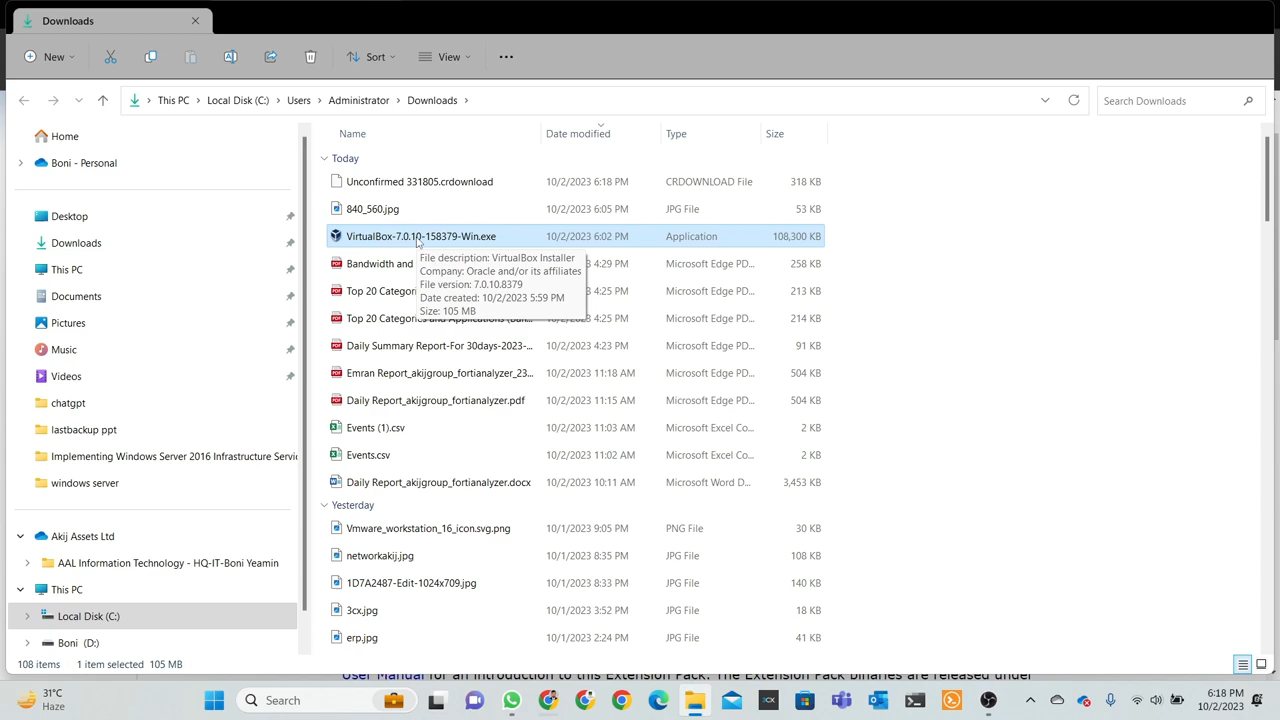 Downloads
New
Sort
View
This PC
Local Disk (C:)
Users
Administrator
Downloads
Search Downloads
Home
Boni - Personal
Desktop
Downloads
This PC
Documents
Pictures
Music
Videos
chatgpt
lastbackup ppt
Implementing Windows Server 2016 Infrastructure Servic
windows server
Akij Assets Ltd
AAL Information Technology - HQ-IT-Boni Yeamin
This PC
Local Disk (C:)
Boni (D:)
Name Date modified Type Size
Today
Unconfirmed 331805.crdownload 10/2/2023 6:18 PM CRDOWNLOAD File 318 KB
840_560.jpg 10/2/2023 6:05 PM JPG File 53 KB
VirtualBox-7.0.10-158379-Win.exe 10/2/2023 6:02 PM Application 108,300 KB
Bandwidth and 4:29 PM Microsoft Edge PD... 258 KB
File description: VirtualBox Installer
Company: Oracle and/or its affiliates
File version: 7.0.10.8379
Date created: 10/2/2023 5:59 PM
Size: 105 MB
Top 20 Categori 4:25 PM Microsoft Edge PD... 213 KB
Top 20 Categories and Applications (Ban... 4:25 PM Microsoft Edge PD... 214 KB
Daily Summary Report-For 30days-2023-... 10/2/2023 4:23 PM Microsoft Edge PD... 91 KB
Emran Report_akijgroup_fortianalyzer_23... 10/2/2023 11:18 AM Microsoft Edge PD... 504 KB
Daily Report_akijgroup_fortianalyzer.pdf 10/2/2023 11:15 AM Microsoft Edge PD... 504 KB
Events (1).csv 10/2/2023 11:03 AM Microsoft Excel Co... 2 KB
Events.csv 10/2/2023 11:02 AM Microsoft Excel Co... 2 KB
Daily Report_akijgroup_fortianalyzer.docx 10/2/2023 10:11 AM Microsoft Word D... 3,453 KB
Yesterday
Vmware_workstation_16_icon.svg.png 10/1/2023 9:05 PM PNG File 30 KB
networkakij.jpg 10/1/2023 8:35 PM JPG File 108 KB
1D7A2487-Edit-1024x709.jpg 10/1/2023 8:33 PM JPG File 140 KB
3cx.jpg 10/1/2023 3:52 PM JPG File 18 KB
erp.jpg 10/1/2023 2:24 PM JPG File 41 KB
108 items 1 item selected 105 MB
User Manual for an introduction to this Extension Pack. The Extension Pack binaries are released under
31°C
Haze
Search
3CX
6:18 PM
10/2/2023